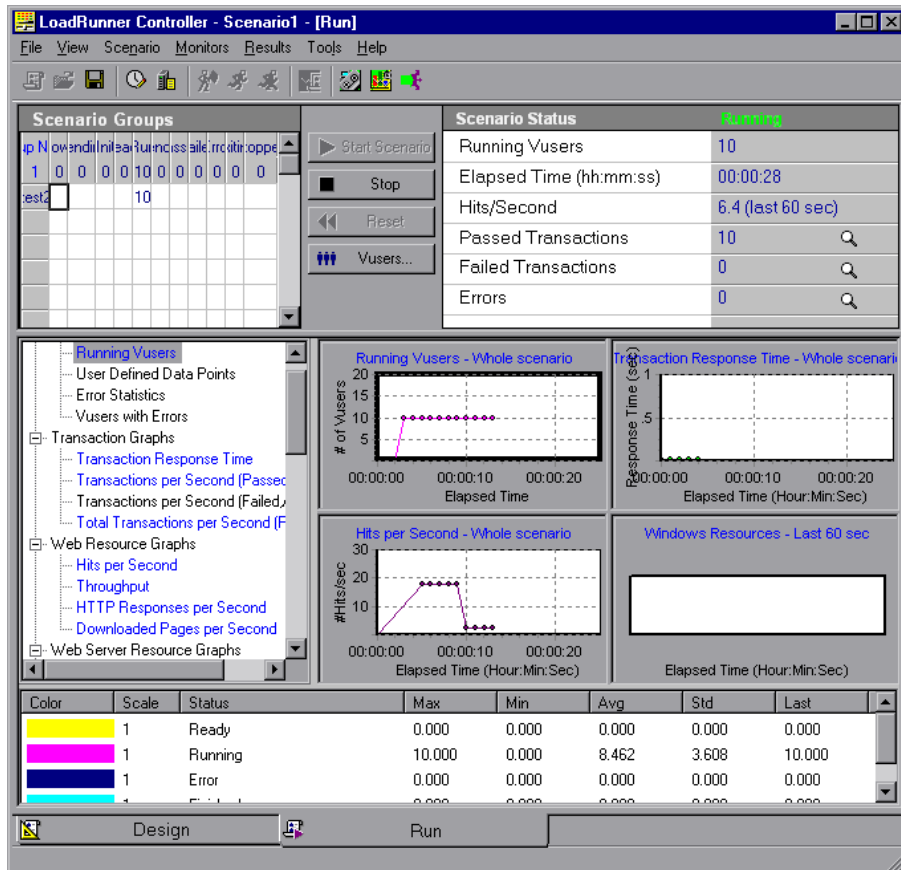 LoadRunner Controller - Scenario1 - [Run]
File View Scenario Monitors Results Tools Help
Scenario Groups
1 0 0 0 0 10 0 0 0 0 0 0
10
Start Scenario
Stop
Reset
Vusers...
Scenario Status Running
Running Vusers 10
Elapsed Time (hh:mm:ss) 00:00:28
Hits/Second 6.4 (last 60 sec)
Passed Transactions 10
Failed Transactions 0
Errors 0
Running Vusers
User Defined Data Points
Error Statistics
Vusers with Errors
Transaction Graphs
Transaction Response Time
Transactions per Second (Passed
Transactions per Second (Failed,
Total Transactions per Second (F
Web Resource Graphs
Hits per Second
Throughput
HTTP Responses per Second
Downloaded Pages per Second
Web Server Resource Graphs
Running Vusers - Whole scenario
# of Vusers
20
15
10
5
00:00:00 00:00:10 00:00:20
Elapsed Time
Transaction Response Time - Whole scenari
Response Time (sec)
1
.5
0:00:00 00:00:10 00:00:20
Elapsed Time (Hour:Min:Sec)
Hits per Second - Whole scenario
#Hits/sec
30
20
10
00:00:00 00:00:10 00:00:20
Elapsed Time (Hour:Min:Sec)
Windows Resources - Last 60 sec
Elapsed Time (Hour:Min:Sec)
Color Scale Status Max Min Avg Std Last
1 Ready 0.000 0.000 0.000 0.000 0.000
1 Running 10.000 0.000 8.462 3.608 10.000
1 Error 0.000 0.000 0.000 0.000 0.000
Design
Run